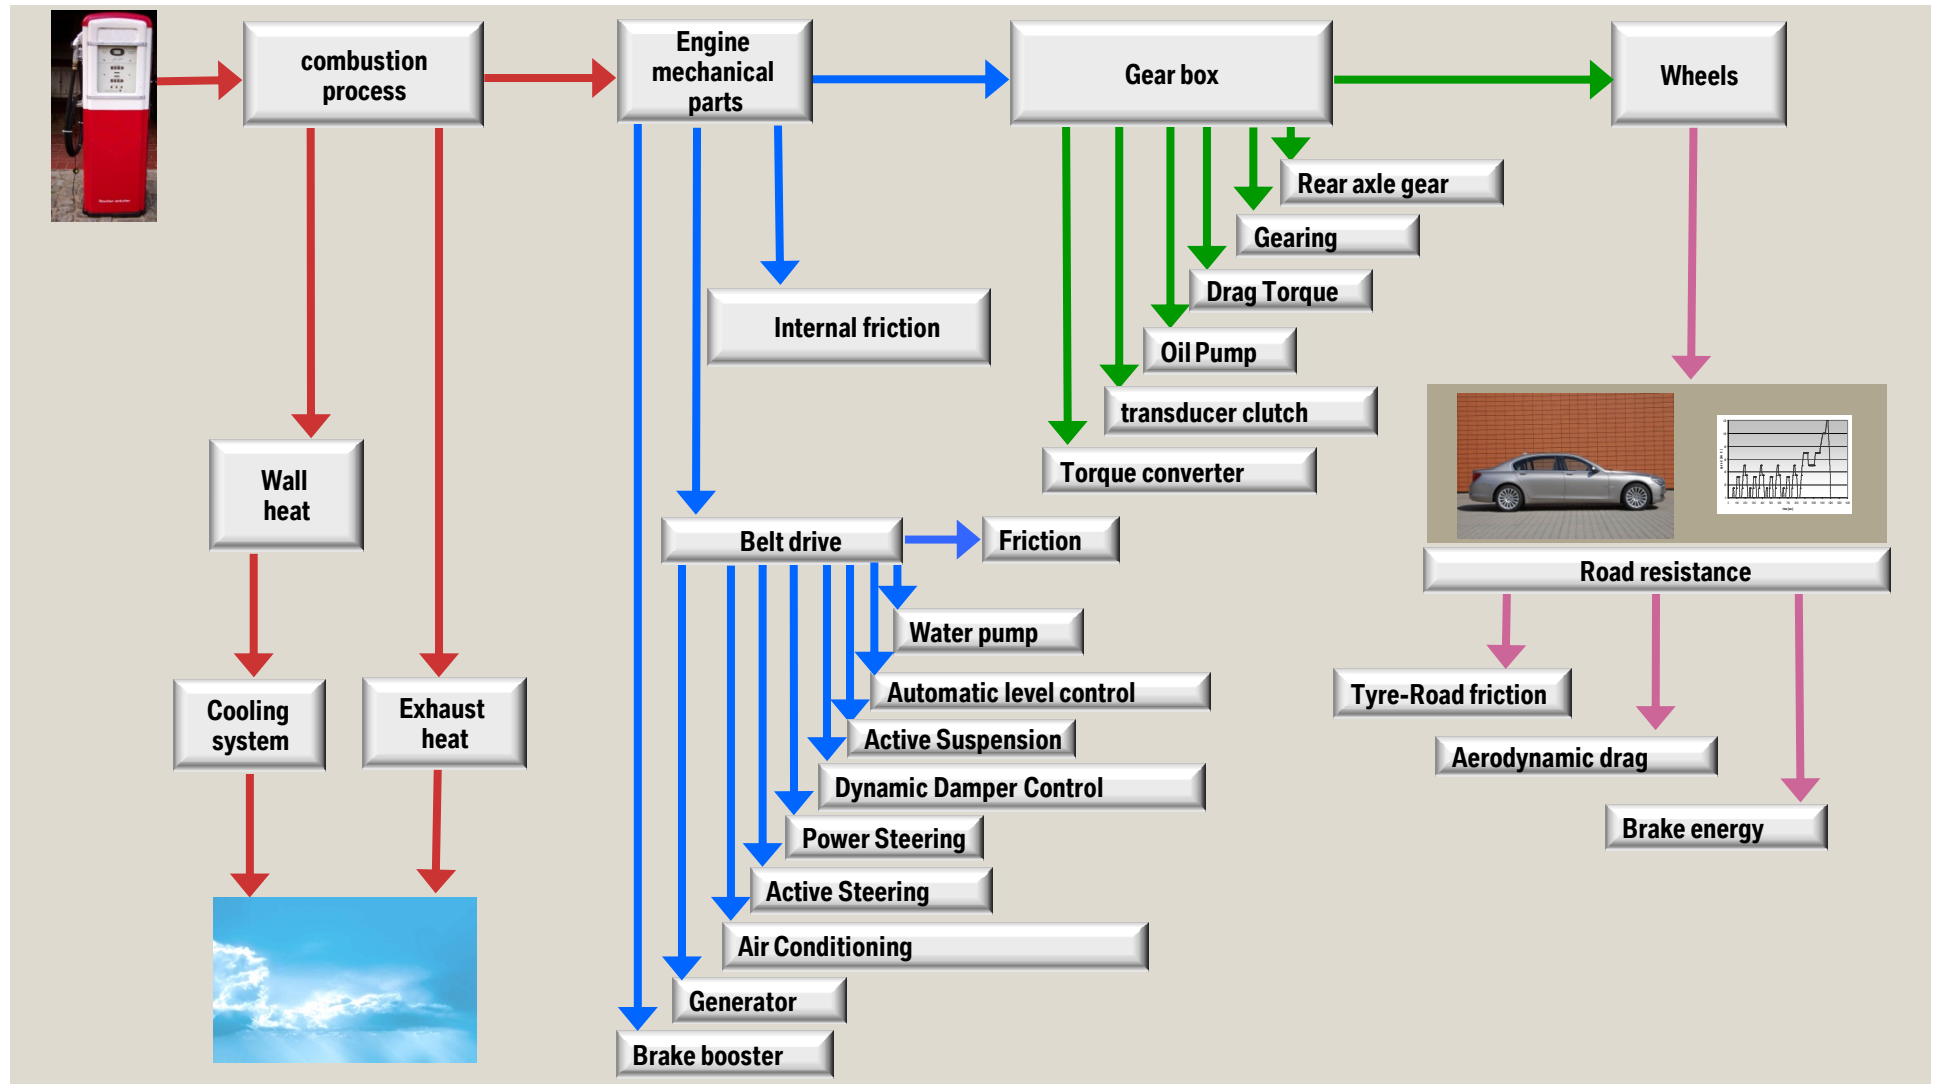 combustion
process
Engine
mechanical
parts
Gear box
Wheels
Rear axle gear
Gearing
Drag Torque
Oil Pump
transducer clutch
Torque converter
Internal friction
Wall
heat
Belt drive
Friction
Road resistance
Water pump
Automatic level control
Active Suspension
Dynamic Damper Control
Power Steering
Active Steering
Air Conditioning
Generator
Brake booster
Cooling
system
Exhaust
heat
Tyre-Road friction
Aerodynamic drag
Brake energy